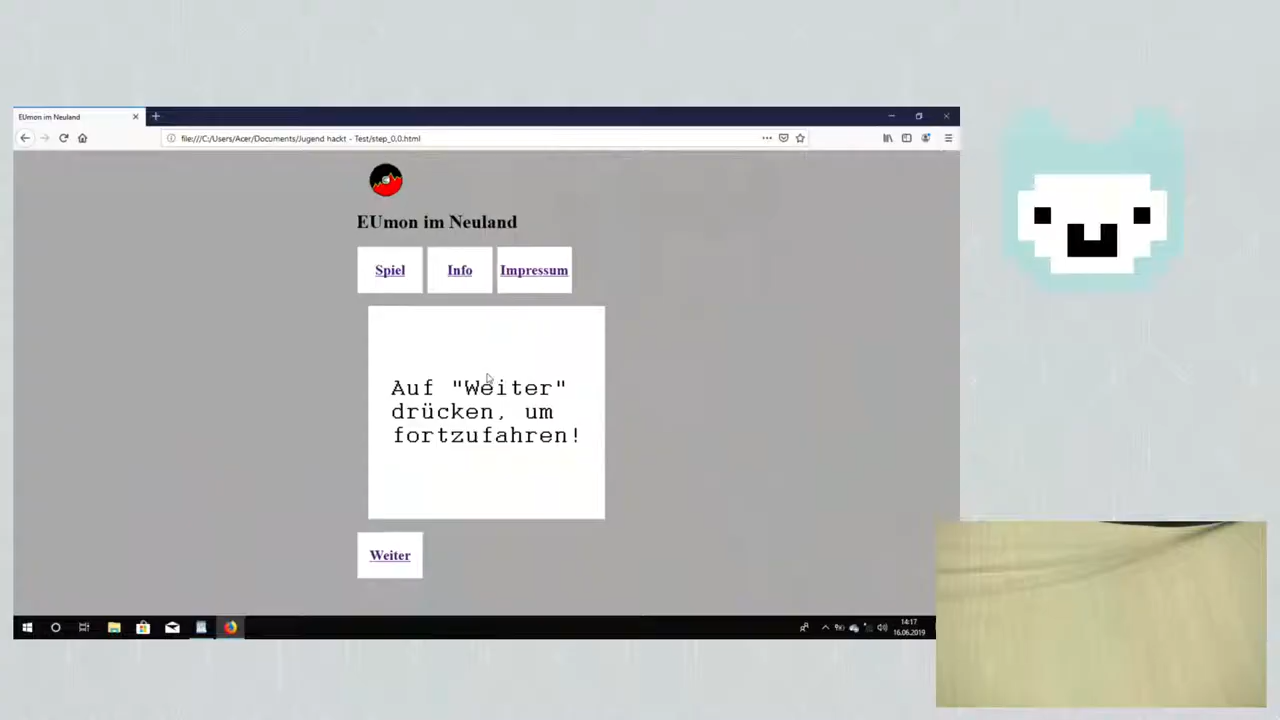 EUmon im Neuland
file:///C:/Users/Acer/Documents/Jugend hackt - Test/step_0.0.html
EUmon im Neuland
Spiel Info Impressum
Auf "Weiter"
drücken, um
fortzufahren!
Weiter
14:17
16.06.2019